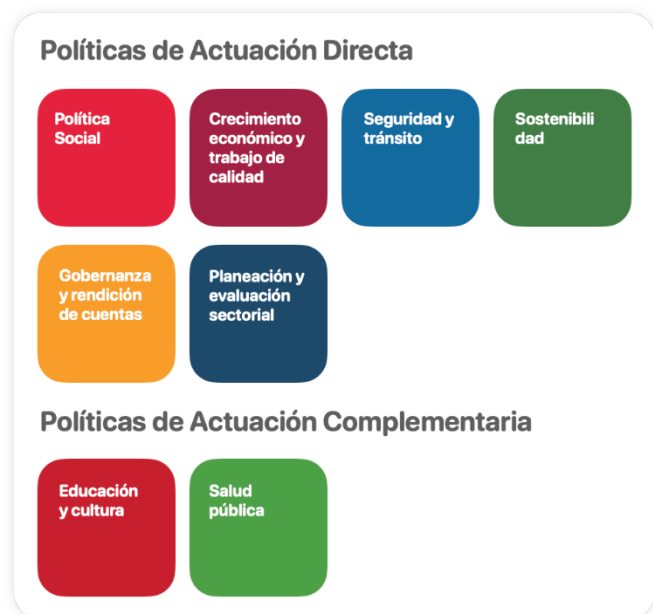 Políticas de Actuación Directa
Política
Social
Crecimiento
económico y
trabajo de
calidad
Seguridad y
tránsito
Sostenibili
dad
Gobernanza
y rendición
de cuentas
Planeación y
evaluación
sectorial
Políticas de Actuación Complementaria
Educación
y cultura
Salud
pública